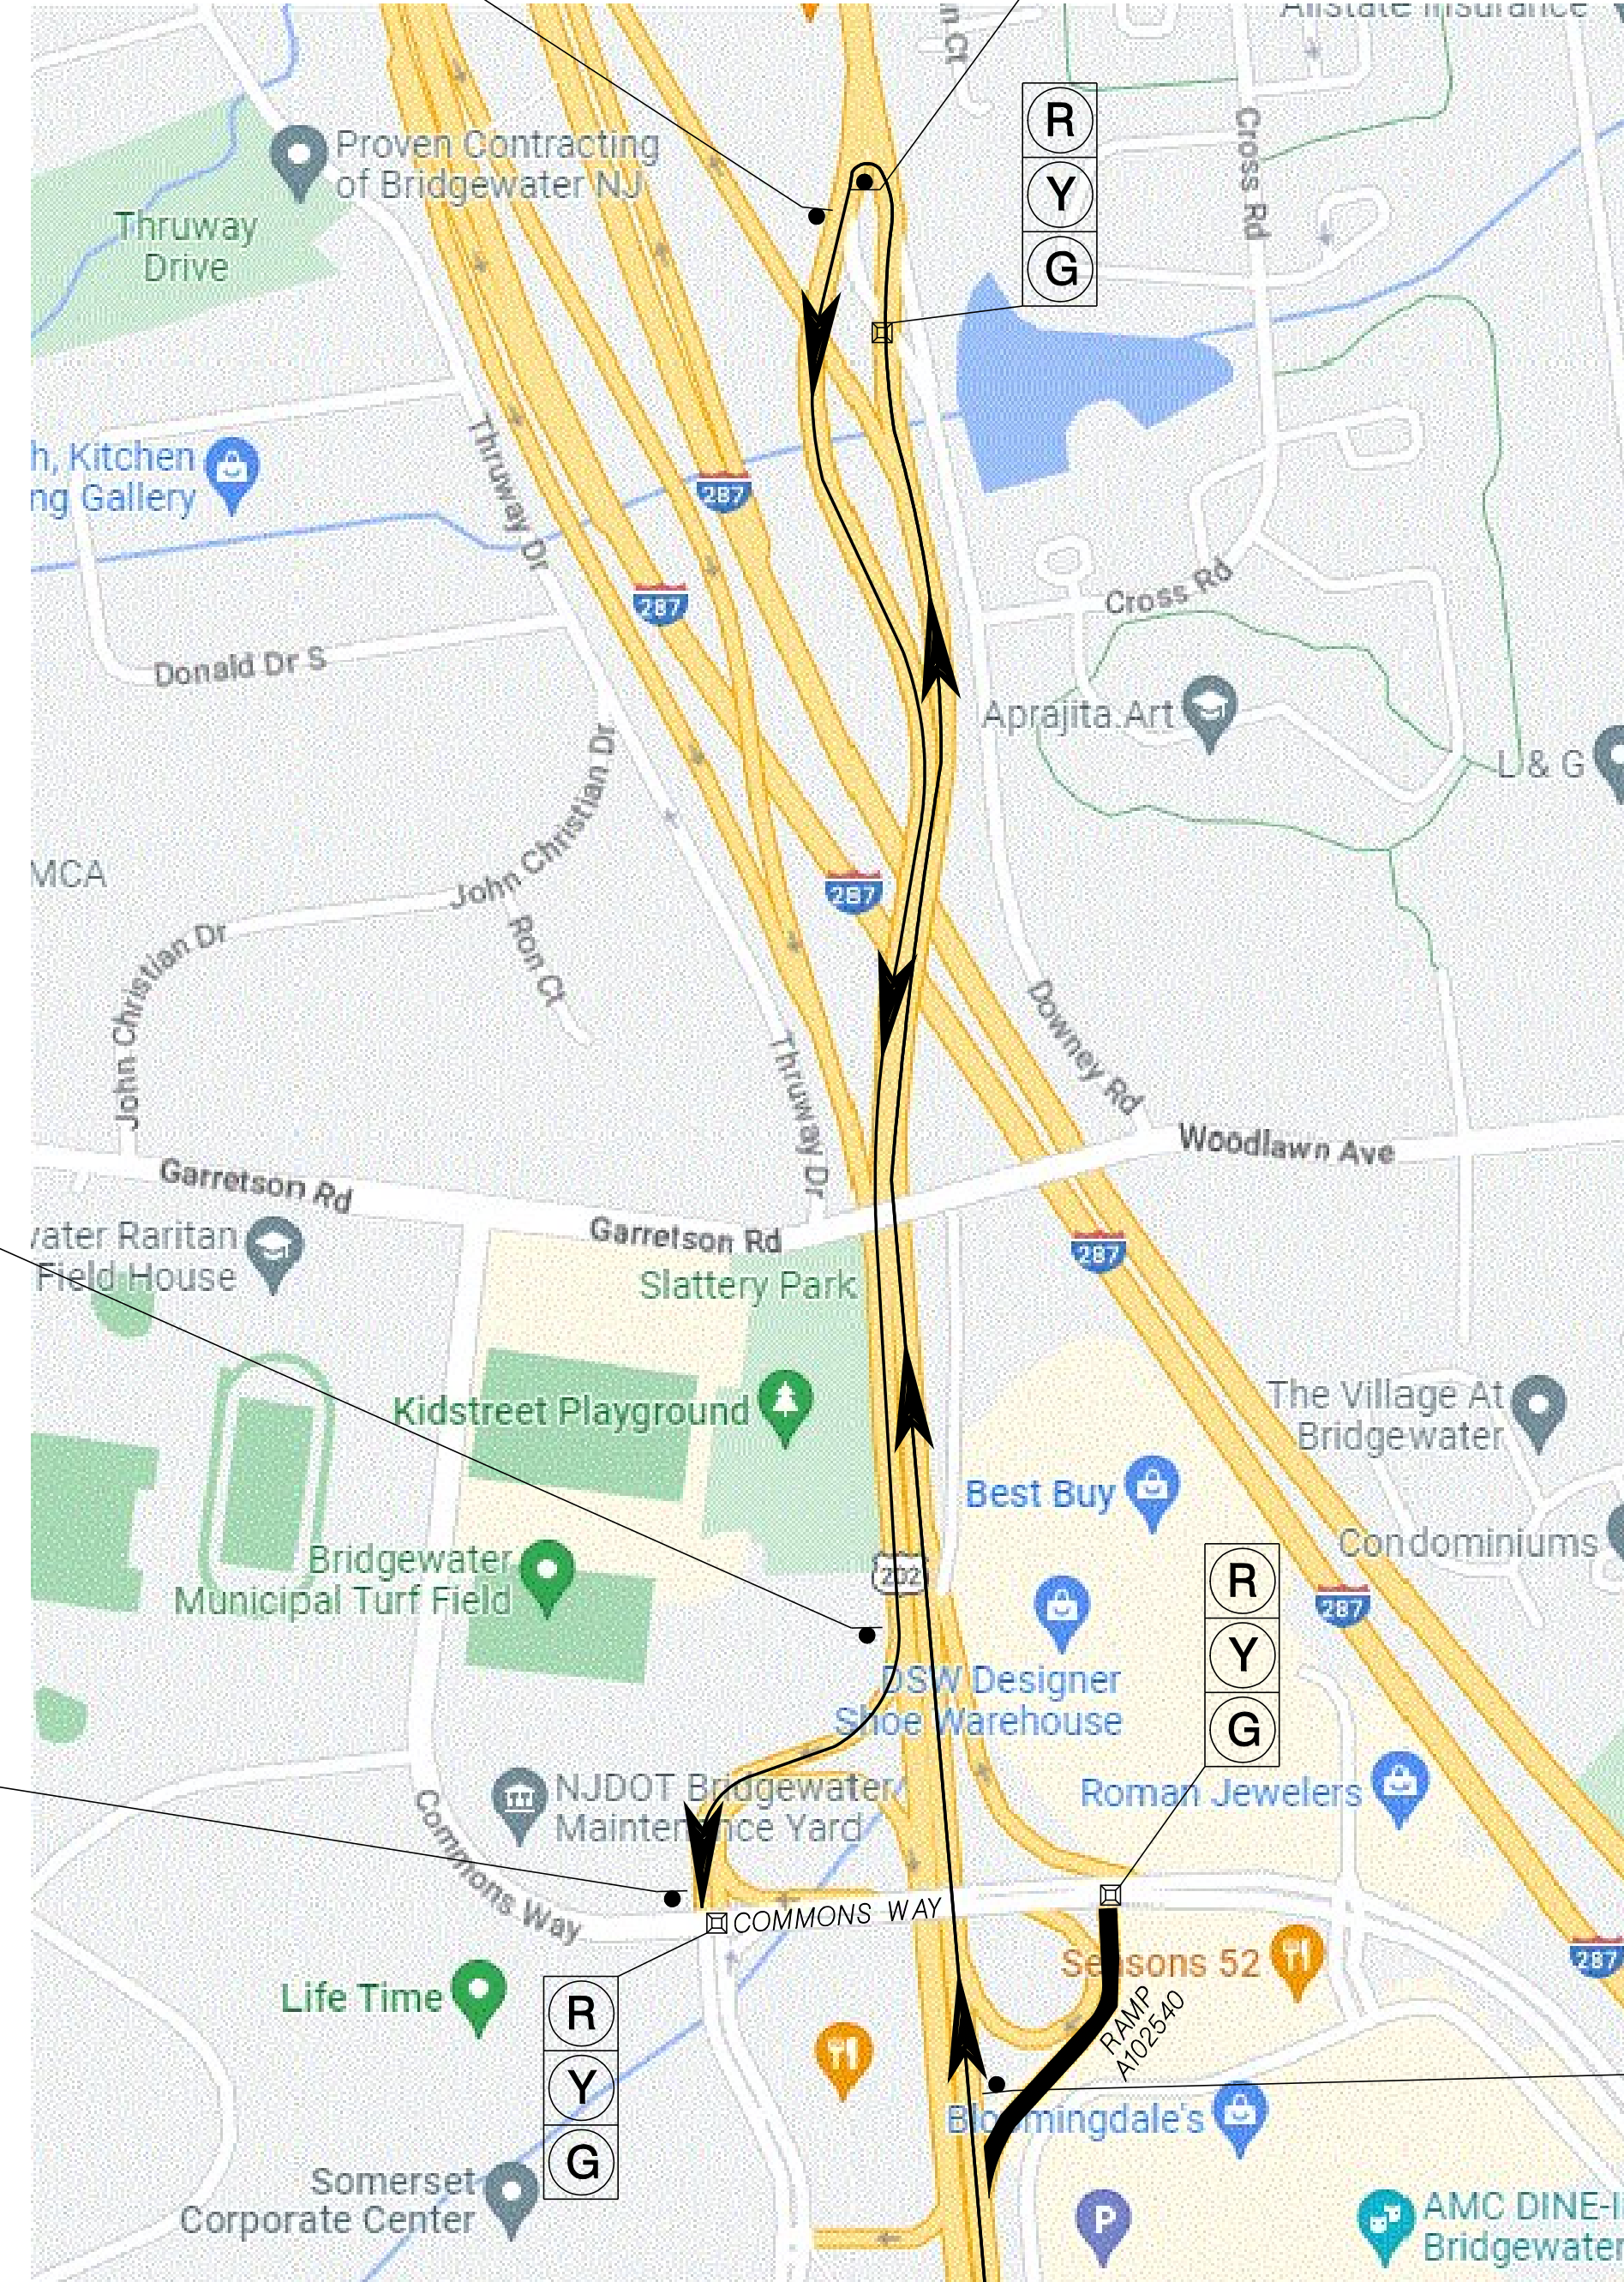 Allstate Insurance
n Ct
R
Y
G
Cross Rd
Proven Contracting
of Bridgewater NJ
Thruway
Drive
h, Kitchen
ng Gallery
Thruway Dr
287
287
Cross Rd
Donald Dr S
Aprajita.Art
L & G
John Christian Dr
MCA
John Christian Dr
Ron Ct
287
Downey Rd
Thruway Dr
Woodlawn Ave
Garretson Rd
Garretson Rd
vater Raritan
Field House
Slattery Park
287
Kidstreet Playground
The Village At
Bridgewater
Best Buy
Condominiums
Bridgewater
Municipal Turf Field
202
R
Y
G
287
DSW Designer
Shoe Warehouse
NJDOT Bridgewater
Maintenance Yard
Roman Jewelers
Commons Way
COMMONS WAY
Seasons 52
287
Life Time
RAMP
A102540
R
Y
G
Bloomingdale's
Somerset
Corporate Center
P
AMC DINE-I
Bridgewater